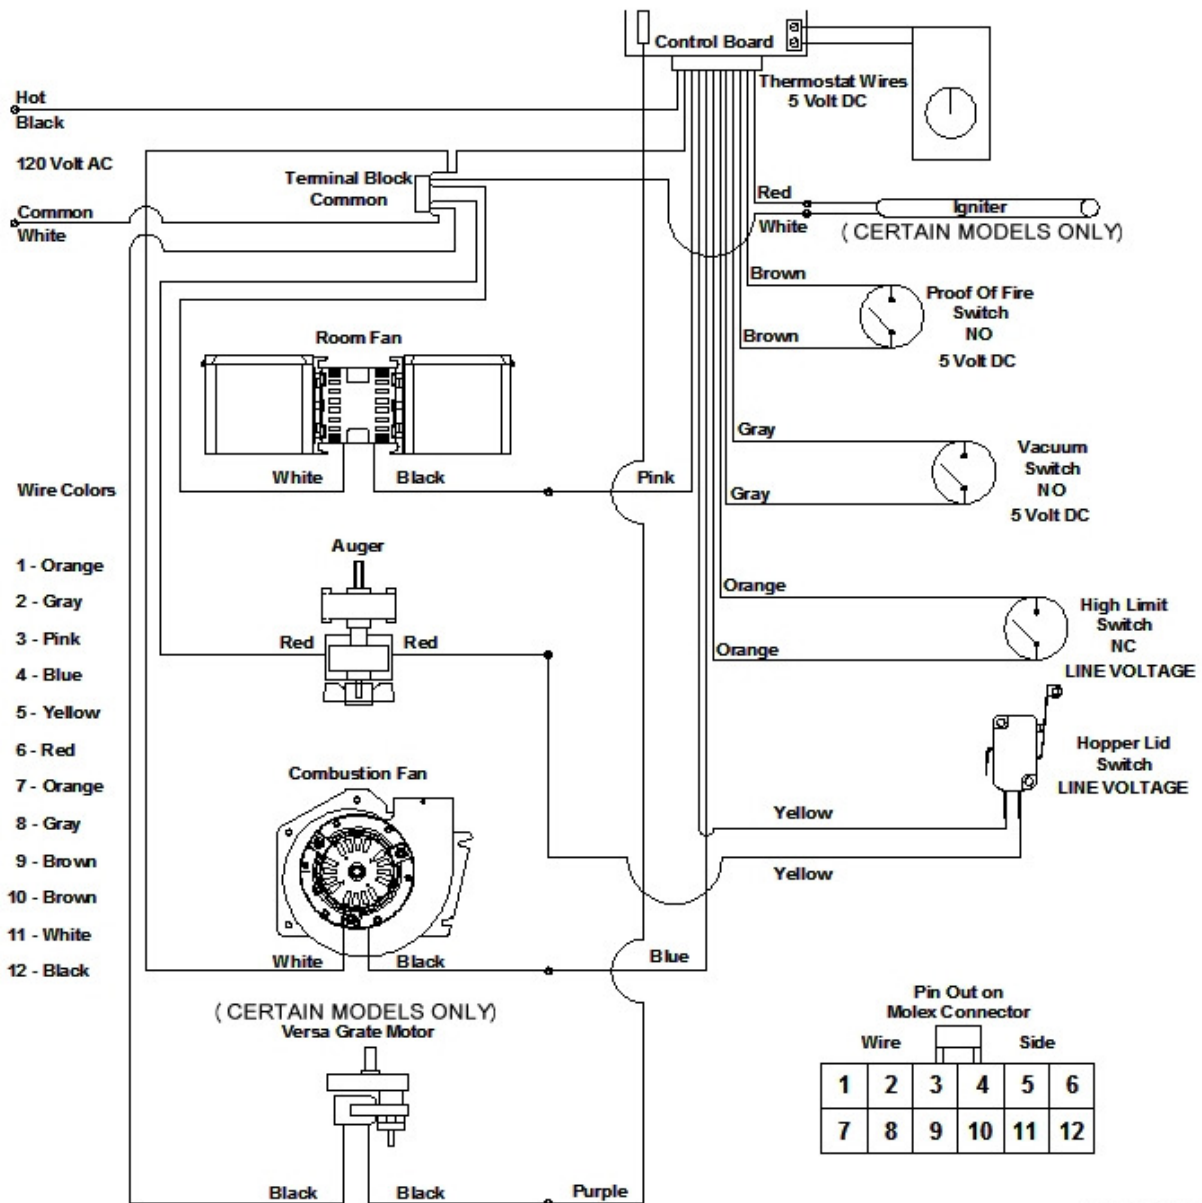 Control Board
Thermostat Wires
5 Volt DC
Hot
Black
120 Volt AC
Terminal Block
Common
Common
White
Red
White
Igniter
( CERTAIN MODELS ONLY)
Brown
Brown
Proof Of Fire
Switch
NO
5 Volt DC
Room Fan
White
Black
Pink
Gray
Gray
Vacuum
Switch
NO
5 Volt DC
Wire Colors
1 - Orange
2 - Gray
3 - Pink
4 - Blue
5 - Yellow
6 - Red
7 - Orange
8 - Gray
9 - Brown
10 - Brown
11 - White
12 - Black
Auger
Red
Red
Orange
Orange
High Limit
Switch
NC
LINE VOLTAGE
Hopper Lid
Switch
LINE VOLTAGE
Yellow
Yellow
Combustion Fan
White
Black
Blue
( CERTAIN MODELS ONLY)
Versa Grate Motor
Black
Black
Purple
Pin Out on
Molex Connector
Wire Side
1 2 3 4 5 6
7 8 9 10 11 12